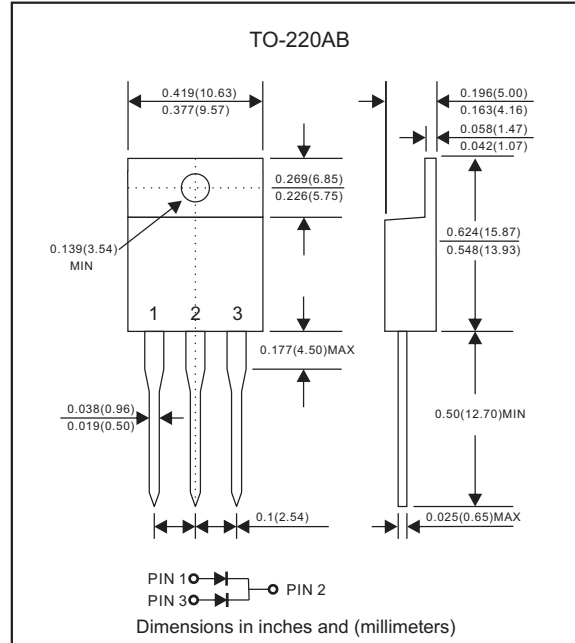 TO-220AB
0.419(10.63)
0.377(9.57)
0.196(5.00)
0.163(4.16)
0.058(1.47)
0.042(1.07)
0.269(6.85)
0.226(5.75)
0.624(15.87)
0.548(13.93)
0.139(3.54)
MIN
1 2 3
0.177(4.50)MAX
0.038(0.96)
0.019(0.50)
0.50(12.70)MIN
0.1(2.54)
0.025(0.65)MAX
PIN 1
PIN 2
PIN 3
Dimensions in inches and (millimeters)